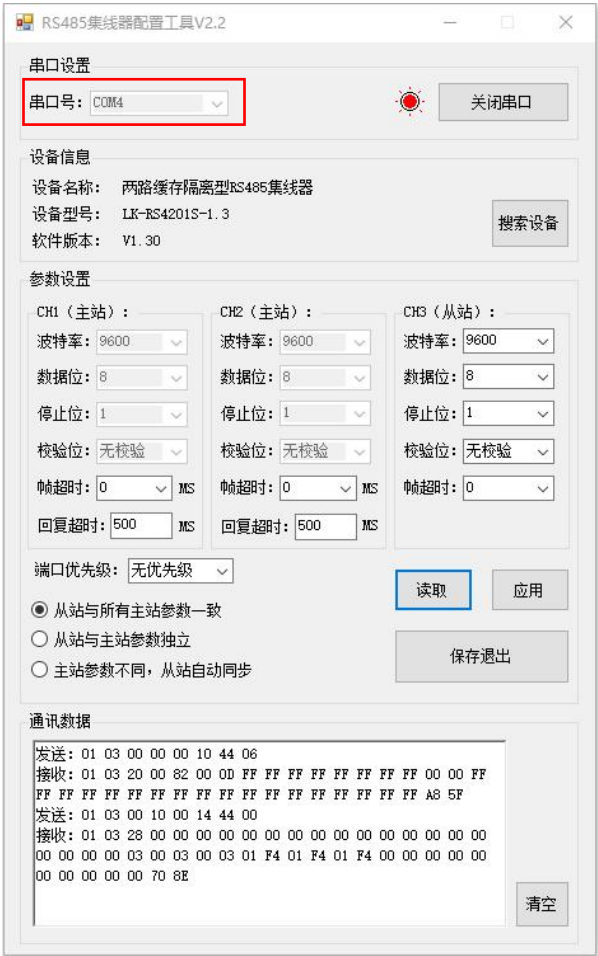 RS485集线器配置工具V2.2
串口设置
串口号: COM4 关闭串口
设备信息
设备名称: 两路缓存隔离型RS485集线器
设备型号: LK-RS4201S-1.3
软件版本: V1.30
搜索设备
参数设置
CH1（主站）: CH2（主站）: CH3（从站）:
波特率: 9600 波特率: 9600 波特率: 9600
数据位: 8 数据位: 8 数据位: 8
停止位: 1 停止位: 1 停止位: 1
校验位: 无校验 校验位: 无校验 校验位: 无校验
帧超时: 0 MS 帧超时: 0 MS 帧超时: 0
回复超时: 500 MS 回复超时: 500 MS
端口优先级: 无优先级
读取 应用
从站与所有主站参数一致
从站与主站参数独立
主站参数不同，从站自动同步
保存退出
通讯数据
发送: 01 03 00 00 00 10 44 06
接收: 01 03 20 00 82 00 0D FF FF FF FF FF FF FF FF 00 00 FF
FF FF FF FF FF FF FF FF FF FF FF FF FF FF FF FF FF A8 5F
发送: 01 03 00 10 00 14 44 00
接收: 01 03 28 00 00 00 00 00 00 00 00 00 00 00 00 00 00 00
00 00 00 00 03 00 03 00 03 01 F4 01 F4 01 F4 00 00 00 00 00
00 00 00 00 00 70 8E
清空